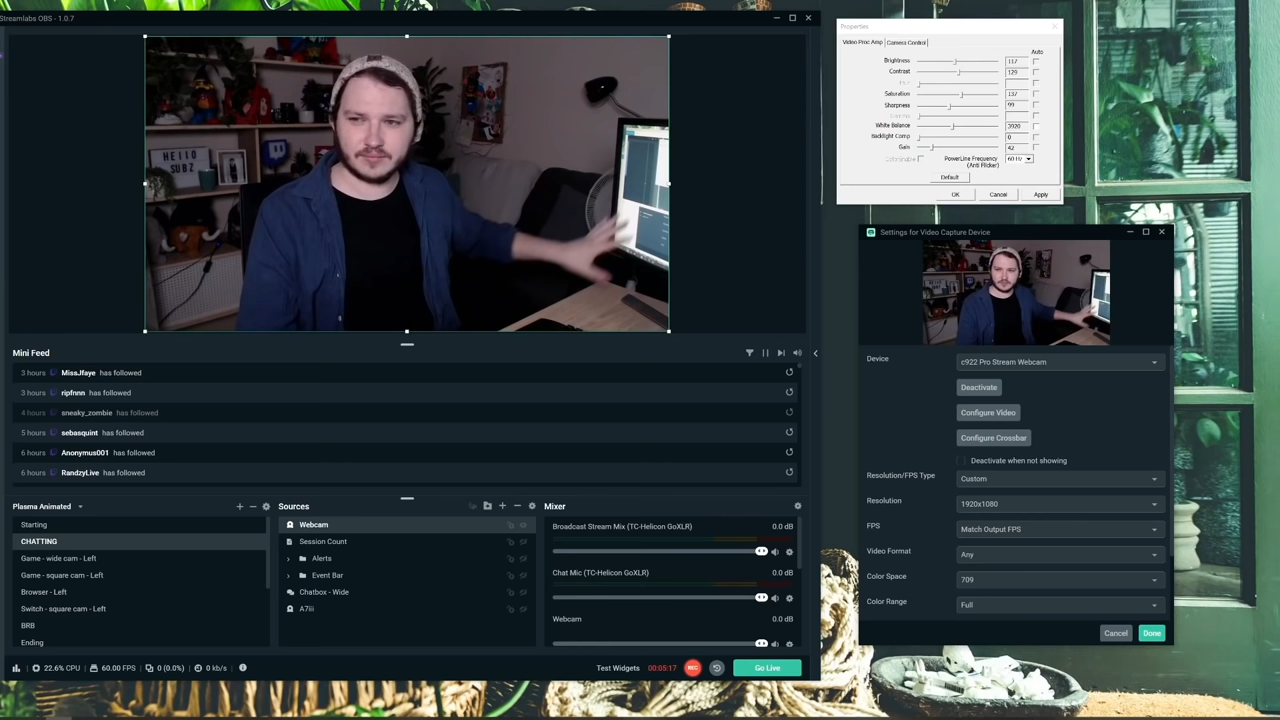 Streamlabs OBS - 1.0.7
HELLO
SUBZ
Mini Feed
3 hours MissJfaye has followed
3 hours ripfnnn has followed
4 hours sneaky_zombie has followed
5 hours sebasquint has followed
6 hours Anonymus001 has followed
6 hours RandzyLive has followed
Plasma Animated
Starting
CHATTING
Game - wide cam - Left
Game - square cam - Left
Browser - Left
Switch - square cam - Left
BRB
Ending
Sources
Webcam
Session Count
Alerts
Event Bar
Chatbox - Wide
A7iii
Mixer
Broadcast Stream Mix (TC-Helicon GoXLR) 0.0 dB
Chat Mic (TC-Helicon GoXLR) 0.0 dB
Webcam 0.0 dB
22.6% CPU 60.00 FPS 0 (0.0%) 0 kb/s
Test Widgets 00:05:17 REC Go Live
Properties
Video Proc Amp Camera Control
Auto
Brightness 117
Contrast 129
Saturation 137
Sharpness 99
White Balance 3920
Backlight Comp 0
Gain 42
PowerLine Frequency 60 Hz
(Anti Flicker)
Default
OK Cancel Apply
Settings for Video Capture Device
Device c922 Pro Stream Webcam
Deactivate
Configure Video
Configure Crossbar
Deactivate when not showing
Resolution/FPS Type Custom
Resolution 1920x1080
FPS Match Output FPS
Video Format Any
Color Space 709
Color Range Full
Cancel Done